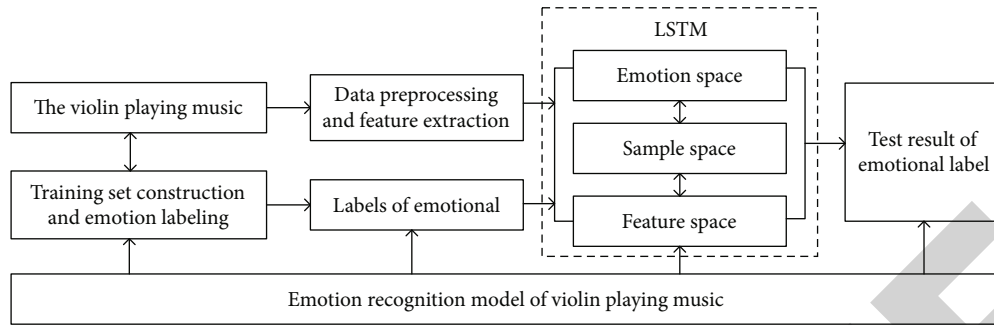 LSTM
Emotion space
The violin playing music
Data preprocessing
and feature extraction
Sample space
Test result of
emotional label
Training set construction
and emotion labeling
Labels of emotional
Feature space
Emotion recognition model of violin playing music